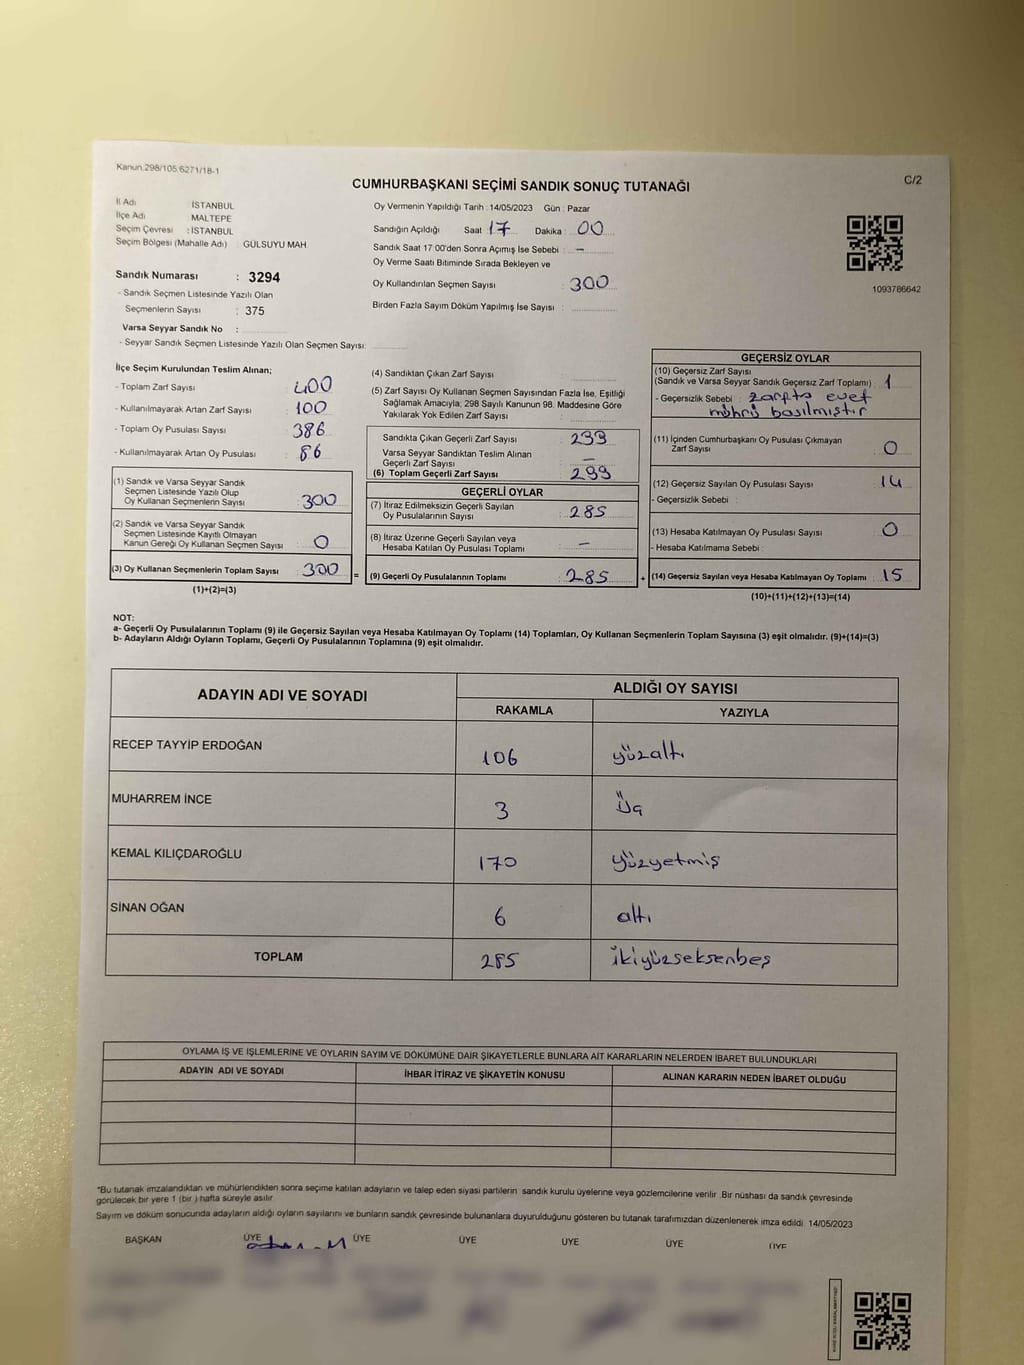 Kanun.298/105.6271/18-1
C/2
CUMHURBAŞKANI SEÇİMİ SANDIK SONUÇ TUTANAĞI
İl Adı : İSTANBUL
İlçe Adı : MALTEPE
Seçim Çevresi : İSTANBUL
Seçim Bölgesi (Mahalle Adı) : GÜLSUYU MAH.
Sandık Numarası : 3294
- Sandık Seçmen Listesinde Yazılı Olan
Seçmenlerin Sayısı : 375
Varsa Seyyar Sandık No :
- Seyyar Sandık Seçmen Listesinde Yazılı Olan Seçmen Sayısı:
Oy Vermenin Yapıldığı Tarih : 14/05/2023 Gün : Pazar
Sandığın Açıldığı Saat 17 Dakika : 00
Sandık Saat 17:00'den Sonra Açımış İse Sebebi : -
Oy Verme Saati Bitiminde Sırada Bekleyen ve
Oy Kullandırılan Seçmen Sayısı : 300
Birden Fazla Sayım Döküm Yapılmış İse Sayısı :
1093786642
İlçe Seçim Kurulundan Teslim Alınan;
- Toplam Zarf Sayısı : 400
- Kullanılmayarak Artan Zarf Sayısı : 100
- Toplam Oy Pusulası Sayısı : 386
- Kullanılmayarak Artan Oy Pusulası : 86
(1) Sandık ve Varsa Seyyar Sandık
Seçmen Listesinde Yazılı Olup
Oy Kullanan Seçmenlerin Sayısı : 300
(2) Sandık ve Varsa Seyyar Sandık
Seçmen Listesinde Kayıtlı Olmayan
Kanun Gereği Oy Kullanan Seçmen Sayısı : 0
(3) Oy Kullanan Seçmenlerin Toplam Sayısı : 300
=
(1)+(2)=(3)
(4) Sandıktan Çıkan Zarf Sayısı :
(5) Zarf Sayısı Oy Kullanan Seçmen Sayısından Fazla İse, Eşitliği
Sağlamak Amacıyla, 298 Sayılı Kanunun 98. Maddesine Göre
Yakılarak Yok Edilen Zarf Sayısı :
Sandıkta Çıkan Geçerli Zarf Sayısı : 299
Varsa Seyyar Sandıktan Teslim Alınan
Geçerli Zarf Sayısı : -
(6) Toplam Geçerli Zarf Sayısı : 299
GEÇERLİ OYLAR
(7) İtiraz Edilmeksizin Geçerli Sayılan
Oy Pusulalarının Sayısı : 285
(8) İtiraz Üzerine Geçerli Sayılan veya
Hesaba Katılan Oy Pusulası Toplamı : -
(9) Geçerli Oy Pusulalarının Toplamı : 285
+
GEÇERSİZ OYLAR
(10) Geçersiz Zarf Sayısı
(Sandık ve Varsa Seyyar Sandık Geçersiz Zarf Toplamı) : 1
- Geçersizlik Sebebi : zarfta evet
mührü basılmıştır
(11) İçinden Cumhurbaşkanı Oy Pusulası Çıkmayan
Zarf Sayısı : 0
(12) Geçersiz Sayılan Oy Pusulası Sayısı : 14
- Geçersizlik Sebebi :
(13) Hesaba Katılmayan Oy Pusulası Sayısı : 0
- Hesaba Katılmama Sebebi :
(14) Geçersiz Sayılan veya Hesaba Katılmayan Oy Toplamı : 15
(10)+(11)+(12)+(13)=(14)
NOT:
a- Geçerli Oy Pusulalarının Toplamı (9) ile Geçersiz Sayılan veya Hesaba Katılmayan Oy Toplamı (14) Toplamları, Oy Kullanan Seçmenlerin Toplam Sayısına (3) eşit olmalıdır. (9)+(14)=(3)
b- Adayların Aldığı Oyların Toplamı, Geçerli Oy Pusulalarının Toplamına (9) eşit olmalıdır.
ADAYIN ADI VE SOYADI ALDIĞI OY SAYISI
RAKAMLA YAZIYLA
RECEP TAYYİP ERDOĞAN 106 yüzaltı
MUHARREM İNCE 3 üç
KEMAL KILIÇDAROĞLU 170 yüzyetmiş
SİNAN OĞAN 6 altı
TOPLAM 285 ikiyüzseksenbeş
OYLAMA İŞ VE İŞLEMLERİNE VE OYLARIN SAYIM VE DÖKÜMÜNE DAİR ŞİKAYETLERLE BUNLARA AİT KARARLARIN NELERDEN İBARET BULUNDUKLARI
ADAYIN ADI VE SOYADI İHBAR İTİRAZ VE ŞİKAYETİN KONUSU ALINAN KARARIN NEDEN İBARET OLDUĞU
*Bu tutanak imzalandıktan ve mühürlendikten sonra seçime katılan adayların ve talep eden siyasi partilerin sandık kurulu üyelerine veya gözlemcilerine verilir. Bir nüshası da sandık çevresinde
görülecek bir yere 1 (bir ) hafta süreyle asılır.
Sayım ve döküm sonucunda adayların aldığı oyların sayılarını ve bunların sandık çevresinde bulunanlara duyurulduğunu gösteren bu tutanak tarafımızdan düzenlenerek imza edildi. 14/05/2023
BAŞKAN ÜYE ÜYE ÜYE ÜYE ÜYE ÜYE